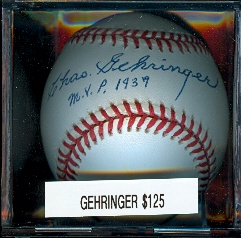 Chas. Gehringer
M.V.P. 1937
GEHRINGER $125